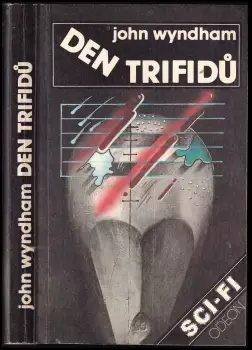 john wyndham DEN TRIFIDŮ
john wyndham
DEN
TRIFIDŮ
SCI-FI
ODEON